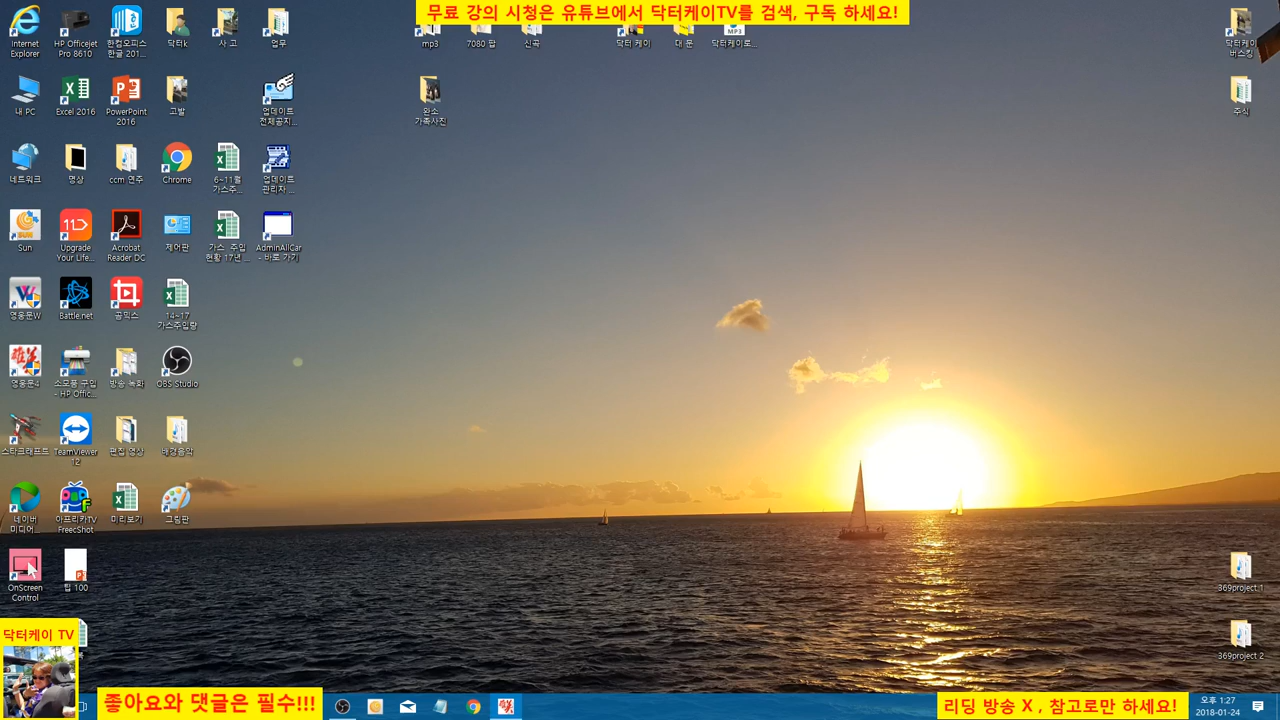 무료 강의 시청은 유튜브에서 닥터케이TV를 검색, 구독 하세요!
Internet
Explorer
HP Officejet
Pro 8610
한컴오피스
한글 201...
닥터k
사고
업무
mp3
7080 팝
신곡
닥터 케이
대 문
MP3
닥터케이로...
닥터케이
버스킹
내 PC
Excel 2016
PowerPoint
2016
고발
업데이트
전체공지...
완소
가족사진
주식
네트워크
명상
ccm 연주
Chrome
6~11월
가스주...
업데이트
관리자 ...
Sun
Upgrade
Your Life...
Acrobat
Reader DC
제어판
가스 주입
현황 17년 ...
AdminAllCar
- 바로 가기
영웅문W
Battle.net
곰믹스
14~17
가스주입량
영웅문4
소모품 구입
- HP Offic...
방송 녹화
OBS Studio
스타크래프트
TeamViewer
12
편집 영상
배경음악
네이버
미디어...
아프리카TV
FreecShot
미리보기
그림판
OnScreen
Control
팁 100
369project 1
369project 2
닥터케이 TV
좋아요와 댓글은 필수!!!
리딩 방송 X , 참고로만 하세요!
오후 1:27
2018-01-24